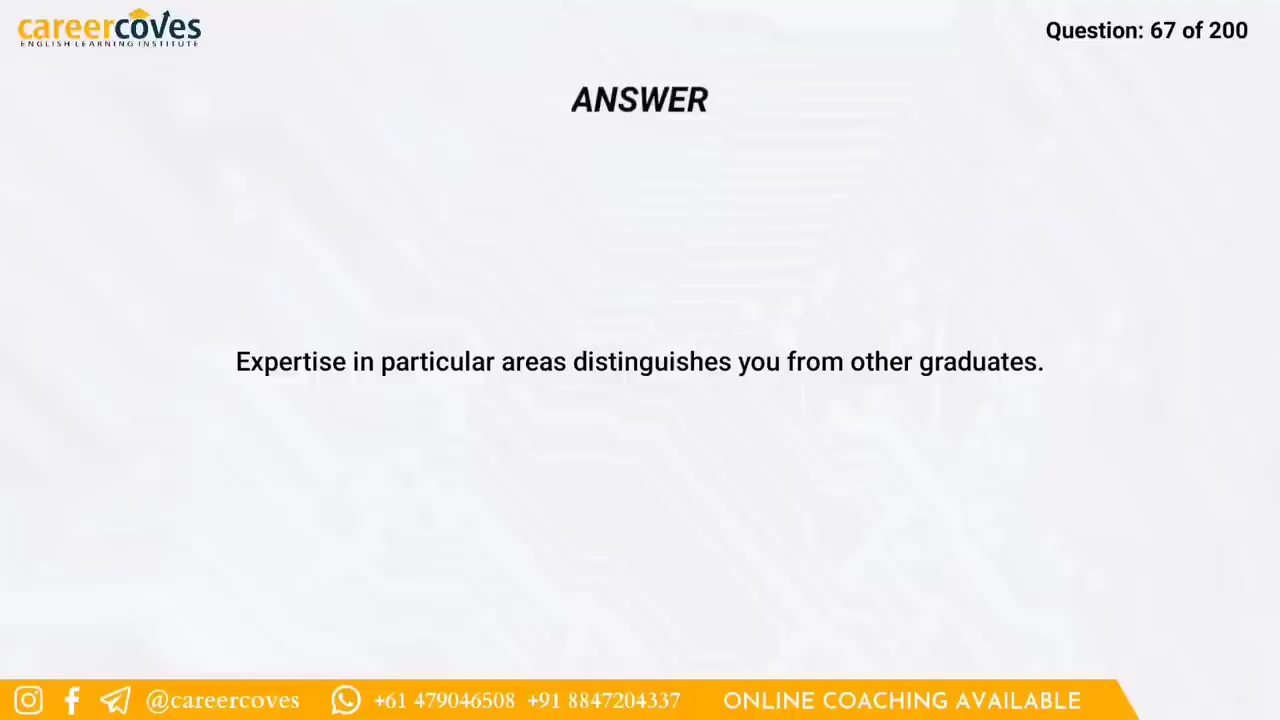 careercoves
ENGLISH LEARNING INSTITUTE
Question: 67 of 200
ANSWER
Expertise in particular areas distinguishes you from other graduates.
@careercoves +61 479046508 +91 8847204337 ONLINE COACHING AVAILABLE